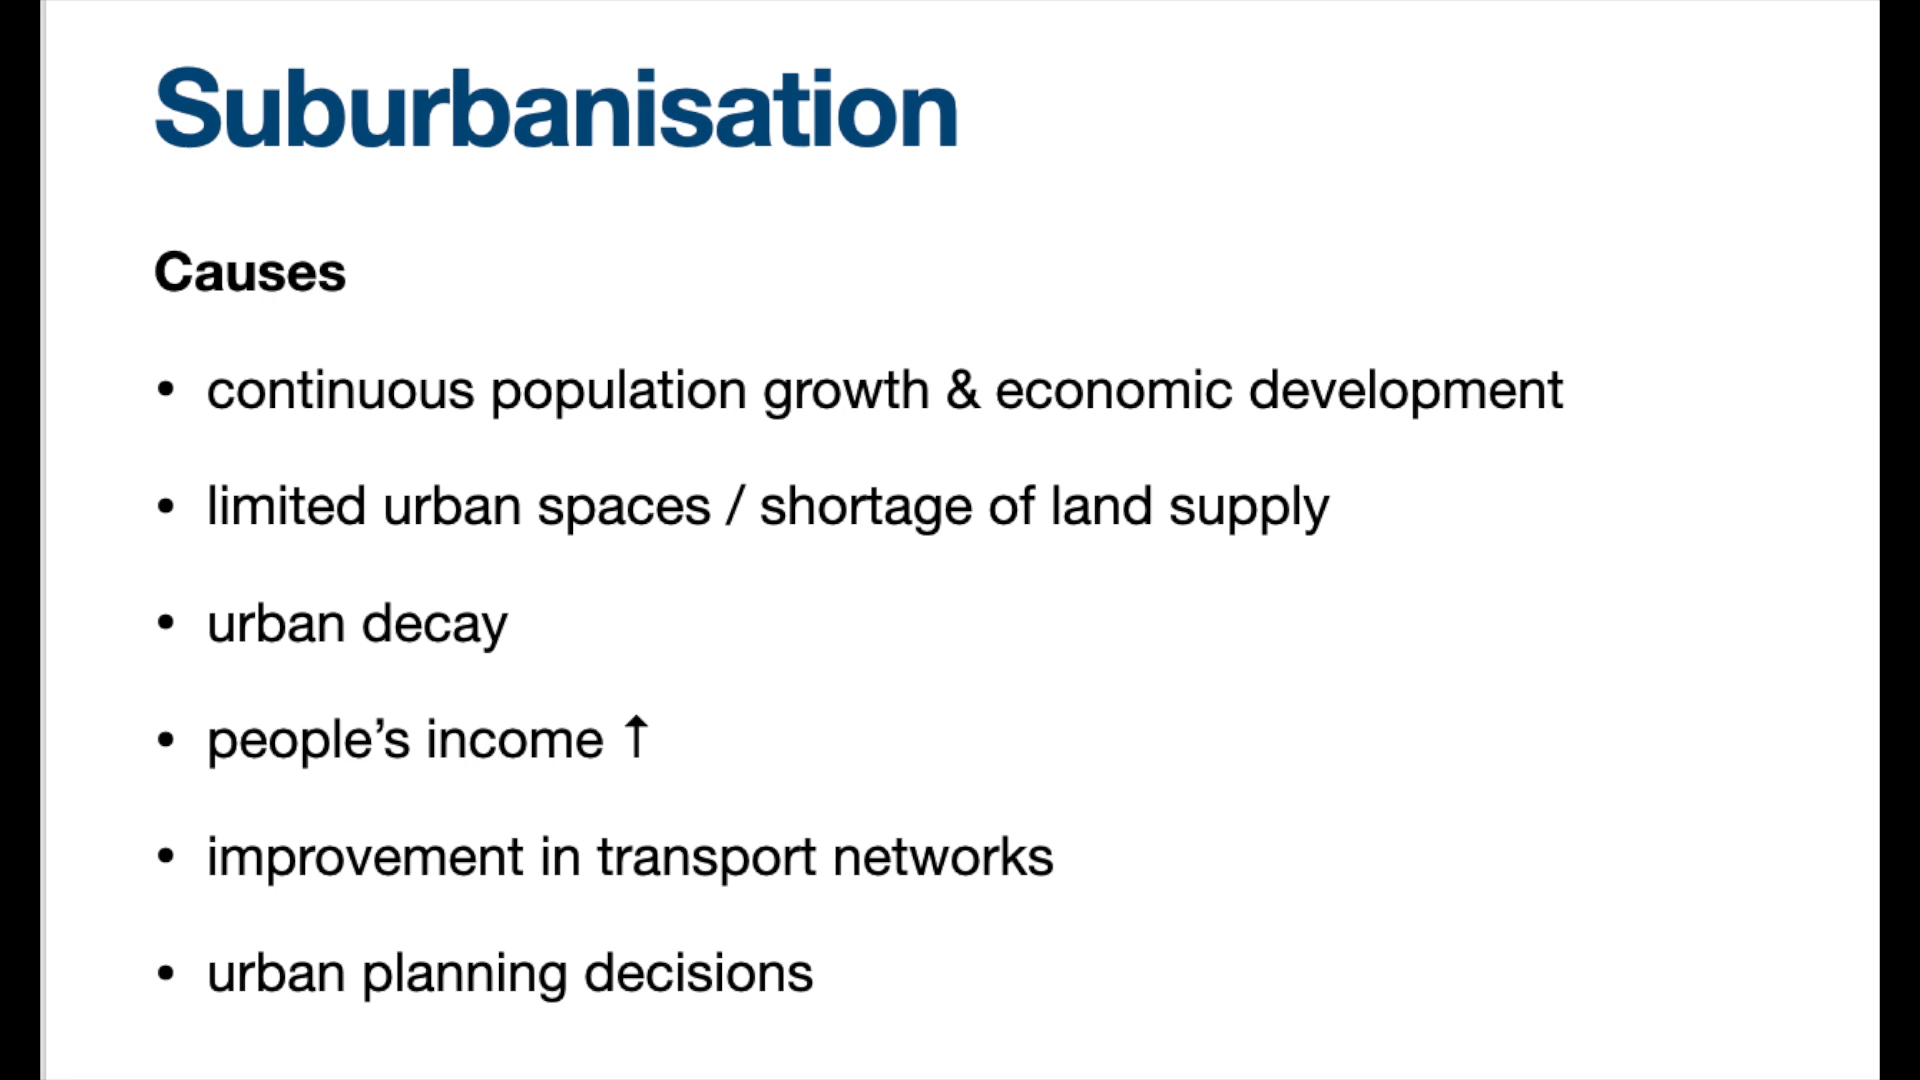 Suburbanisation
Causes
• continuous population growth & economic development
• limited urban spaces / shortage of land supply
• urban decay
• people’s income ↑
• improvement in transport networks
• urban planning decisions